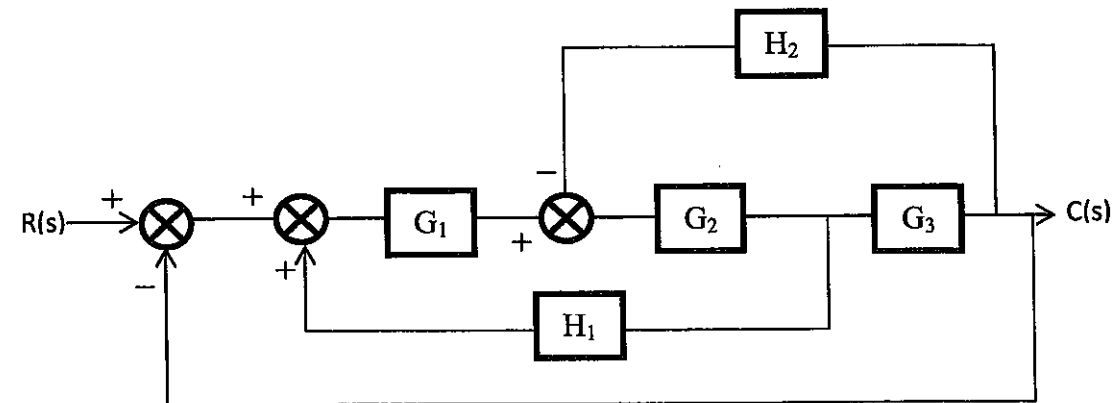 H₂
−
+ + R(s) G₁ + G₂ G₃ C(s)
− +
H₁